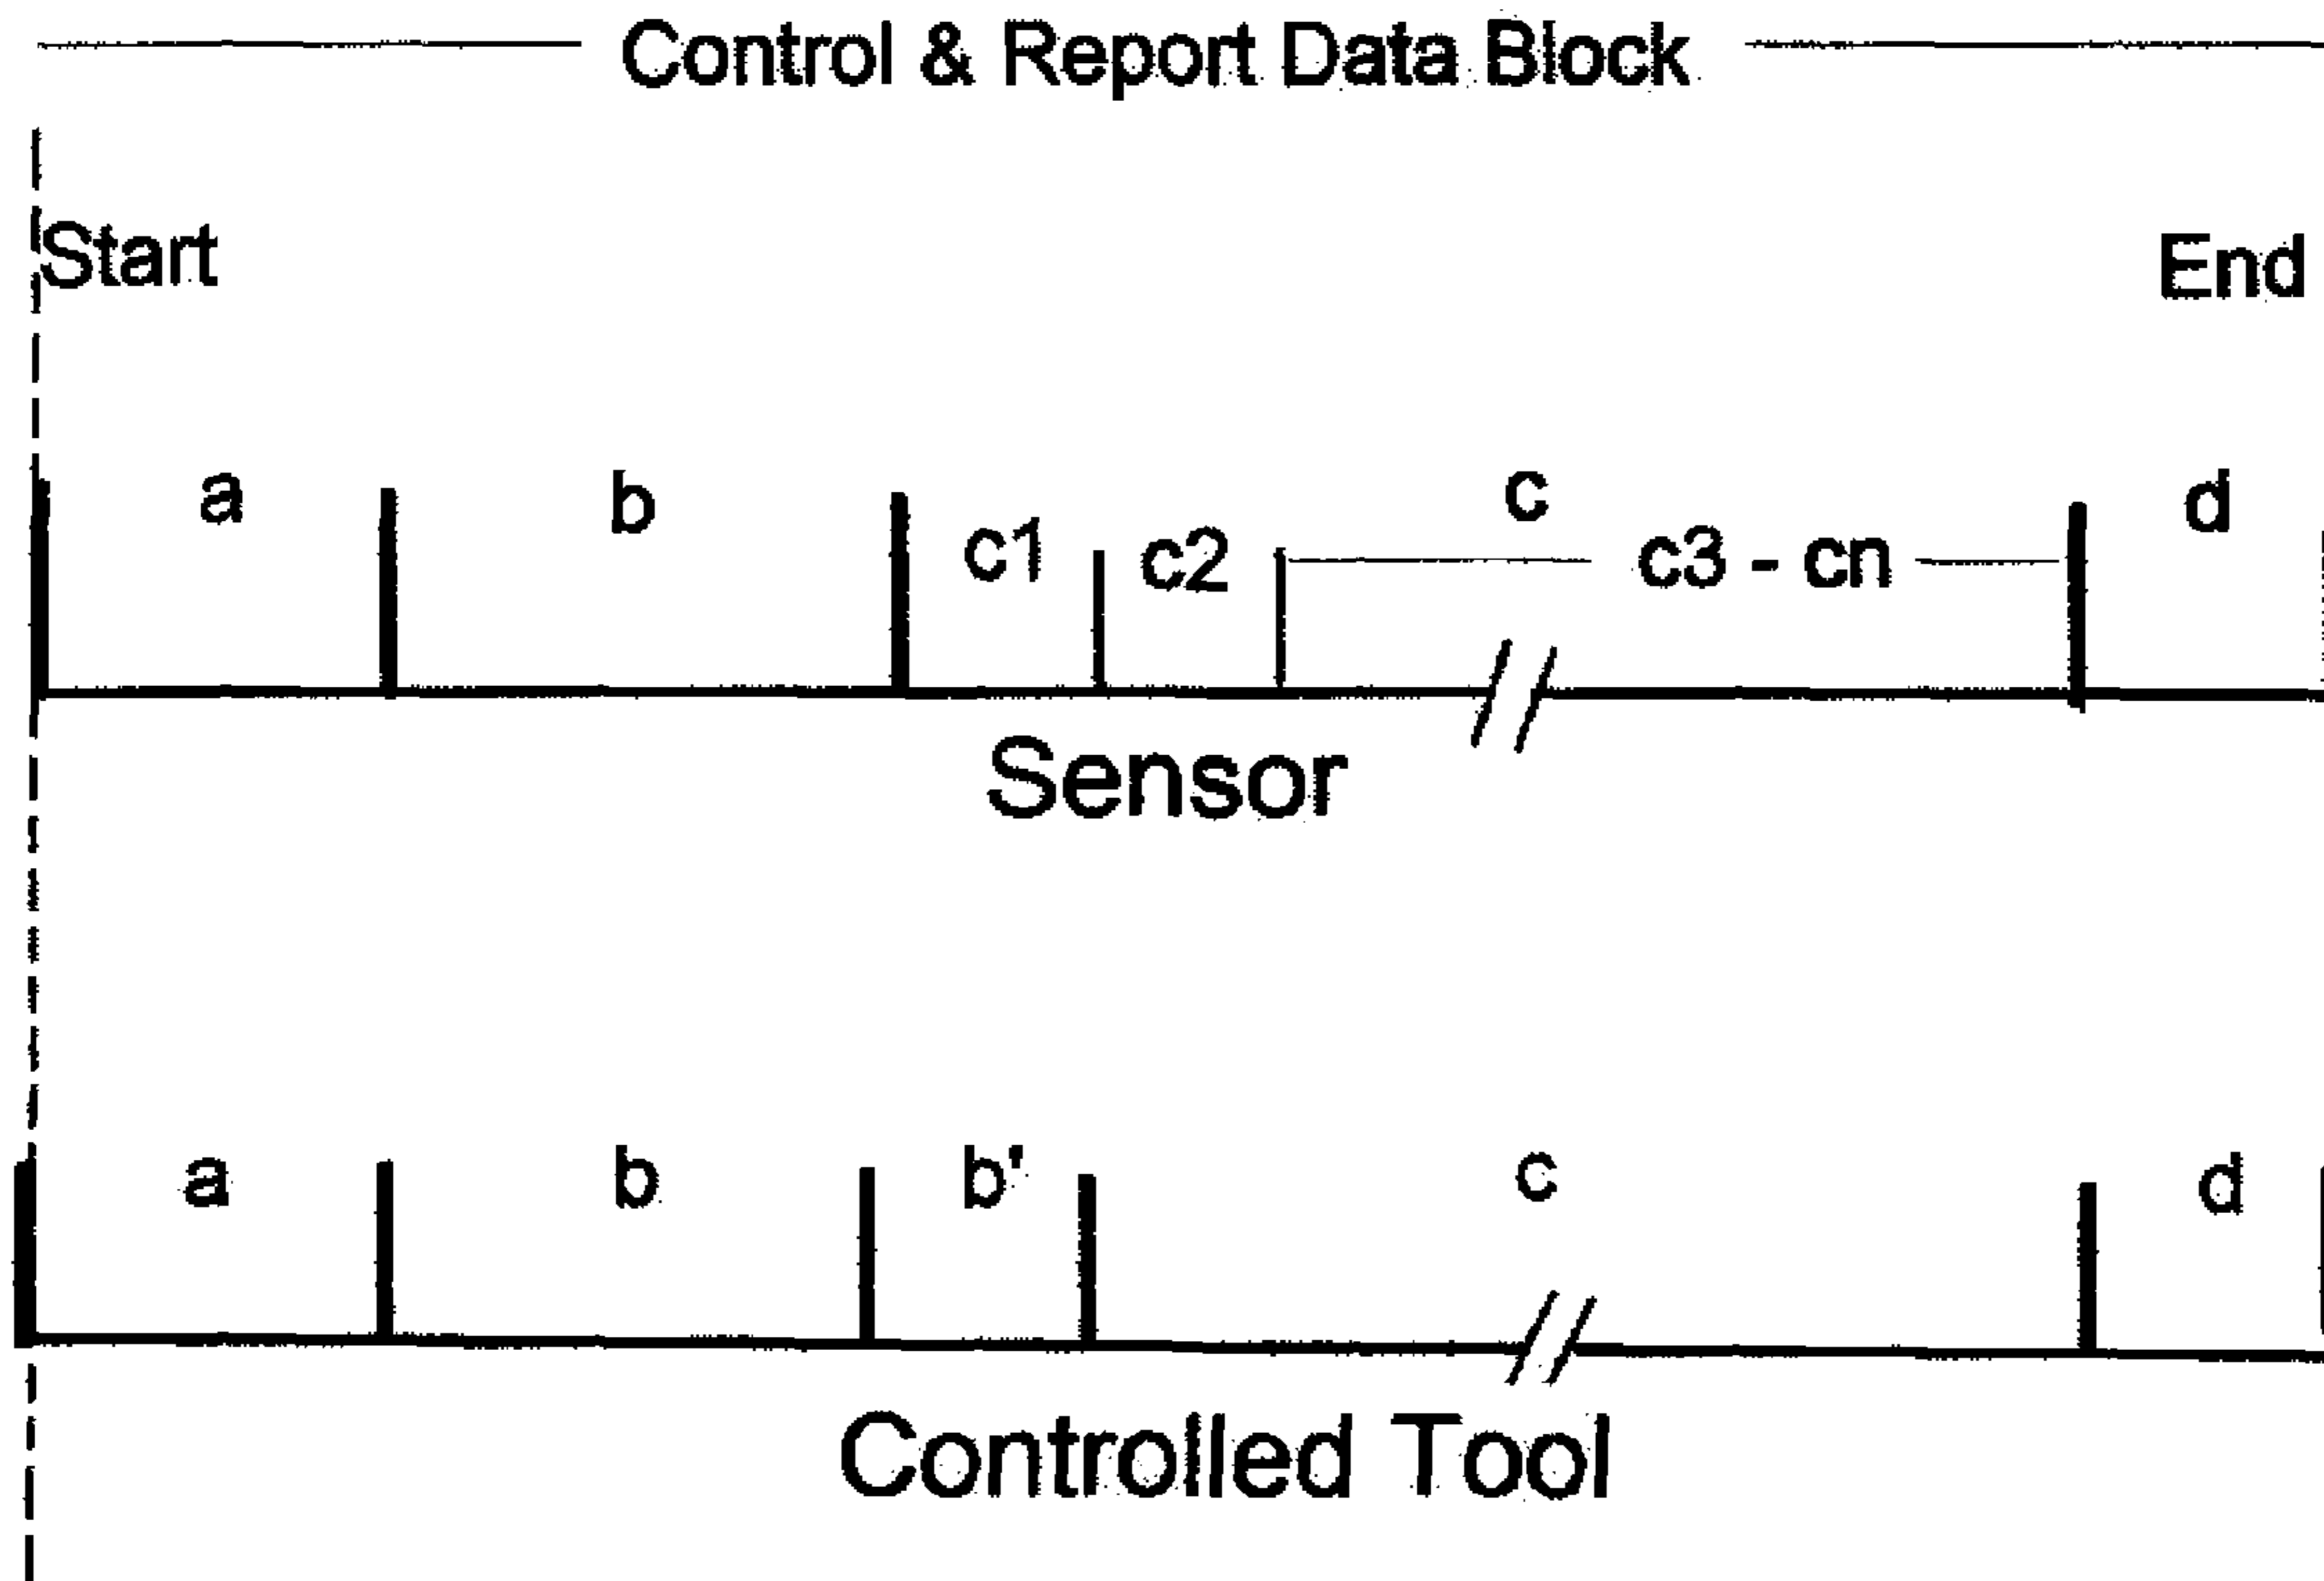 Control & Report Data Block
Start End
a b c d
c1 c2 c3 - cn
Sensor
a b b' c d
Controlled Tool